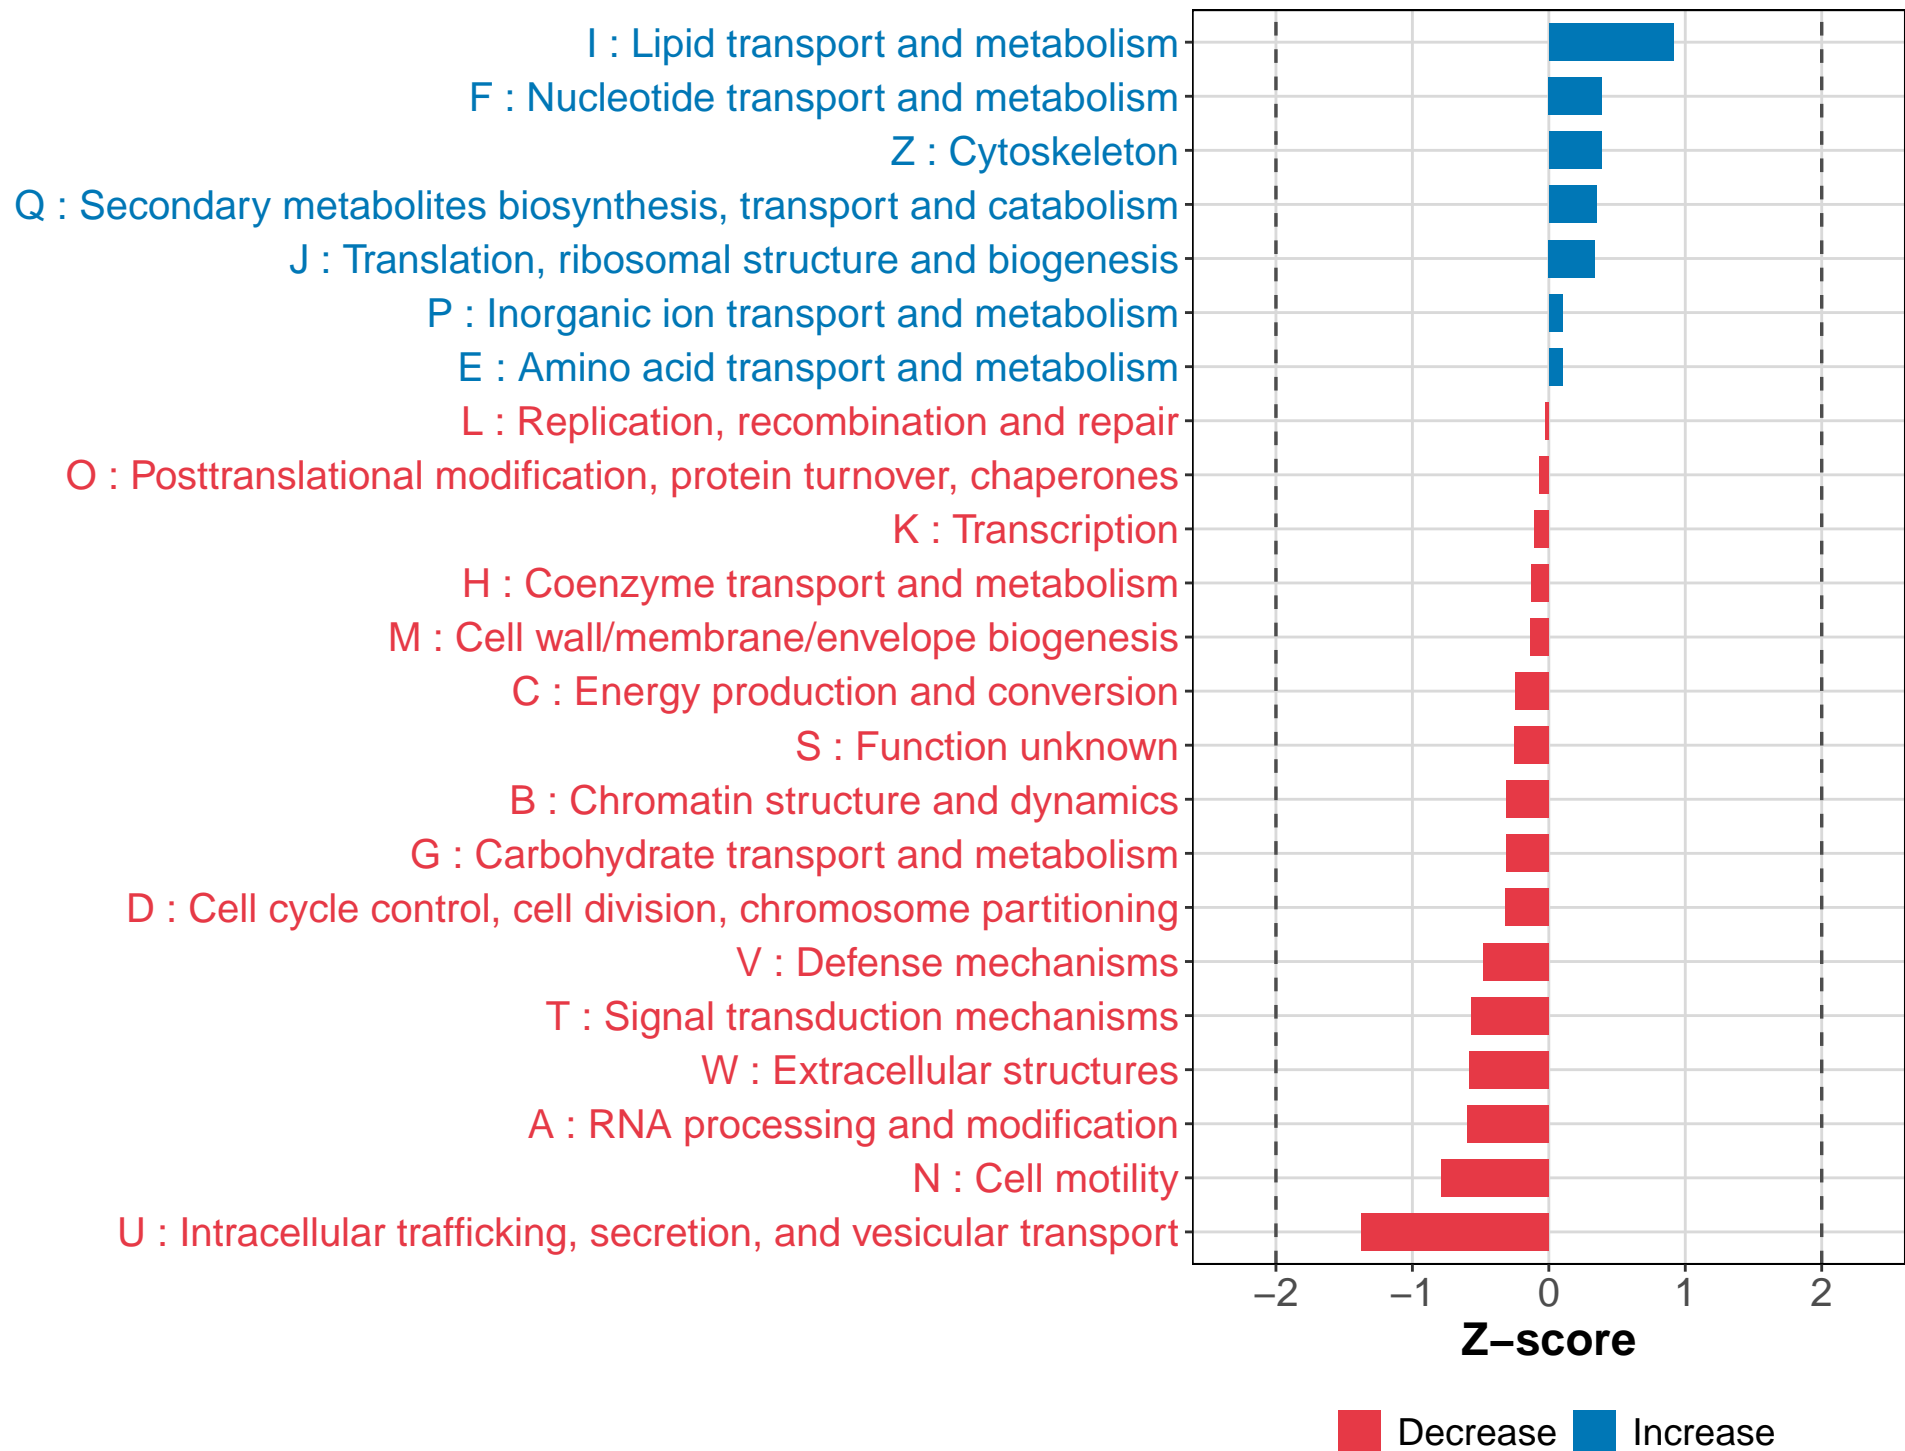 I : Lipid transport and metabolism
F : Nucleotide transport and metabolism
Z : Cytoskeleton
Q : Secondary metabolites biosynthesis, transport and catabolism
J : Translation, ribosomal structure and biogenesis
P : Inorganic ion transport and metabolism
E : Amino acid transport and metabolism
L : Replication, recombination and repair
O : Posttranslational modification, protein turnover, chaperones
K : Transcription
H : Coenzyme transport and metabolism
M : Cell wall/membrane/envelope biogenesis
C : Energy production and conversion
S : Function unknown
B : Chromatin structure and dynamics
G : Carbohydrate transport and metabolism
D : Cell cycle control, cell division, chromosome partitioning
V : Defense mechanisms
T : Signal transduction mechanisms
W : Extracellular structures
A : RNA processing and modification
N : Cell motility
U : Intracellular trafficking, secretion, and vesicular transport
−2 −1 0 1 2
Z−score
Decrease Increase